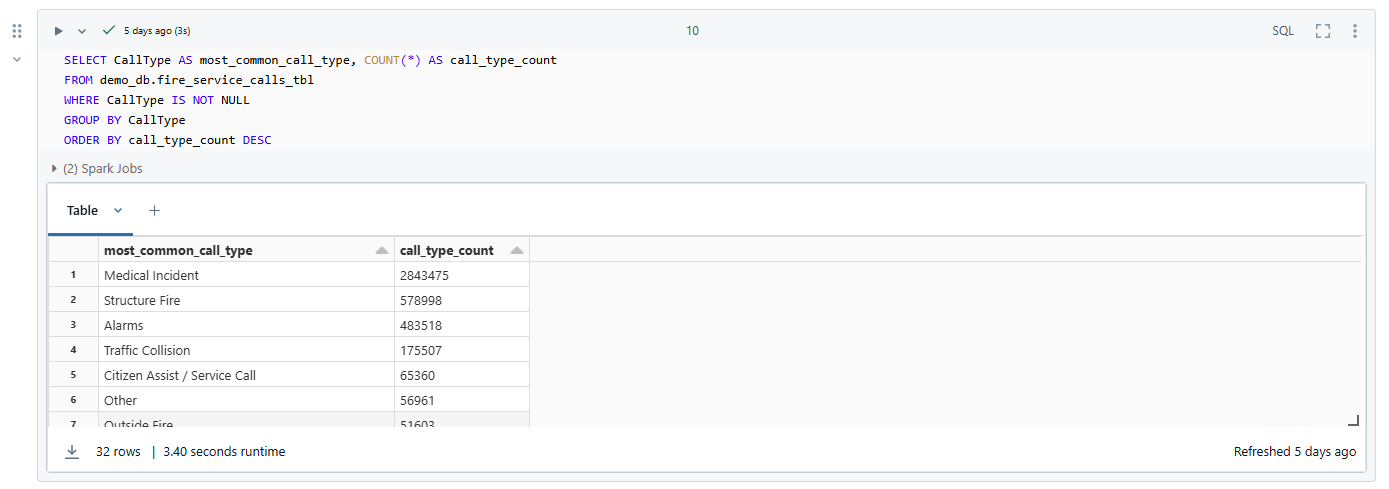 5 days ago (3s)
10
SQL
SELECT CallType AS most_common_call_type, COUNT(*) AS call_type_count
FROM demo_db.fire_service_calls_tbl
WHERE CallType IS NOT NULL
GROUP BY CallType
ORDER BY call_type_count DESC
(2) Spark Jobs
Table
most_common_call_type call_type_count
1 Medical Incident 2843475
2 Structure Fire 578998
3 Alarms 483518
4 Traffic Collision 175507
5 Citizen Assist / Service Call 65360
6 Other 56961
7 Outside Fire 51603
32 rows | 3.40 seconds runtime
Refreshed 5 days ago